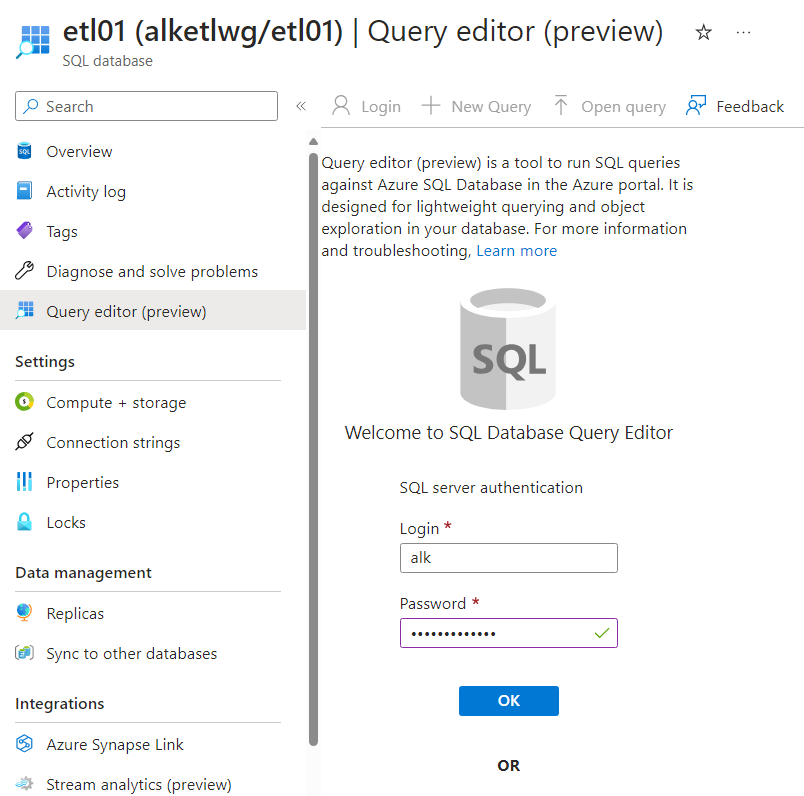 etl01 (alketlwg/etl01) | Query editor (preview)
SQL database
Search
Login
New Query
Open query
Feedback
SQL
Overview
Activity log
Tags
Diagnose and solve problems
Query editor (preview)
Settings
Compute + storage
Connection strings
Properties
Locks
Data management
Replicas
Sync to other databases
Integrations
Azure Synapse Link
Stream analytics (preview)
Query editor (preview) is a tool to run SQL queries
against Azure SQL Database in the Azure portal. It is
designed for lightweight querying and object
exploration in your database. For more information
and troubleshooting, Learn more
SQL
Welcome to SQL Database Query Editor
SQL server authentication
Login *
alk
Password *
•••••••••••••
OK
OR